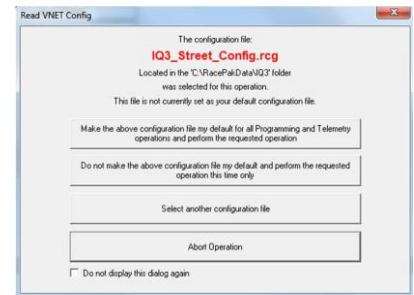 Read VNET Config
The configuration file:
IQ3_Street_Config.rcg
Located in the 'C:\RacePakData\IQ3' folder
was selected for this operation.
This file is not currently set as your default configuration file.
Make the above configuration file my default for all Programming and Telemetry
operations and perform the requested operation
Do not make the above configuration file my default and perform the requested
operation this time only
Select another configuration file
Abort Operation
Do not display this dialog again